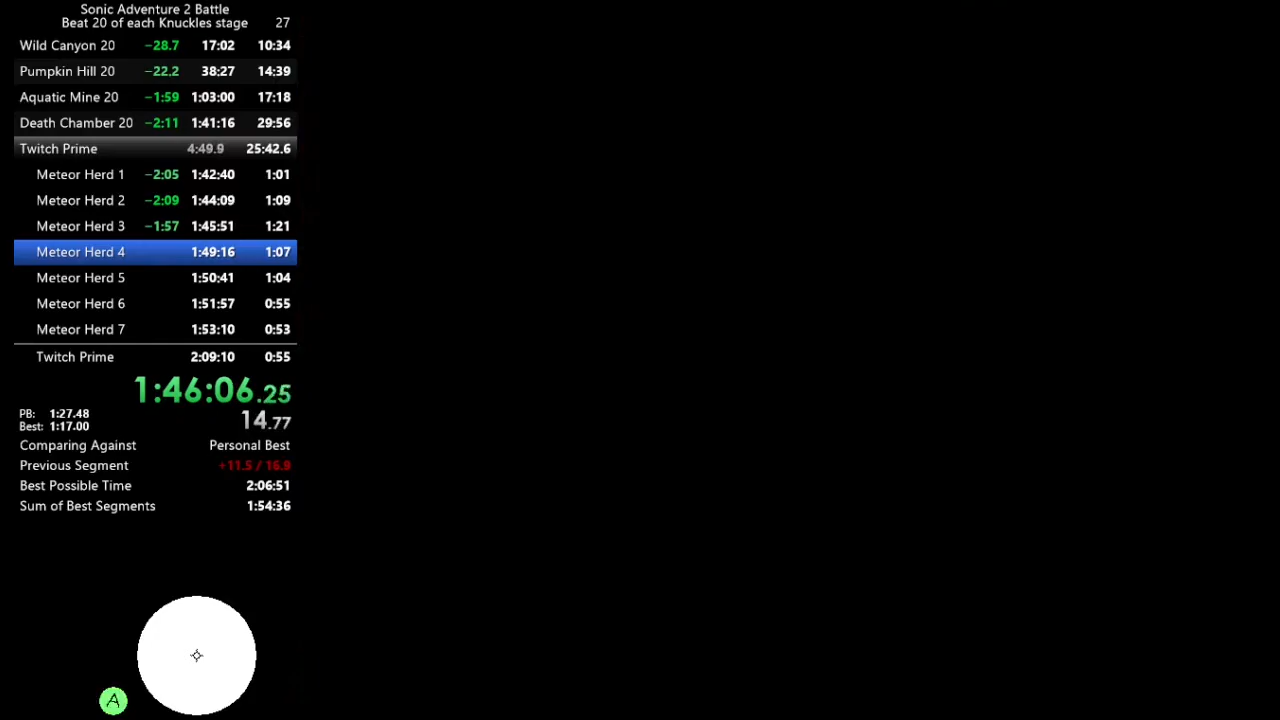 Sonic Adventure 2 Battle
Beat 20 of each Knuckles stage 27
Wild Canyon 20 −28.7 17:02 10:34
Pumpkin Hill 20 −22.2 38:27 14:39
Aquatic Mine 20 −1:59 1:03:00 17:18
Death Chamber 20 −2:11 1:41:16 29:56
Twitch Prime 4:49.9 25:42.6
Meteor Herd 1 −2:05 1:42:40 1:01
Meteor Herd 2 −2:09 1:44:09 1:09
Meteor Herd 3 −1:57 1:45:51 1:21
Meteor Herd 4 1:49:16 1:07
Meteor Herd 5 1:50:41 1:04
Meteor Herd 6 1:51:57 0:55
Meteor Herd 7 1:53:10 0:53
Twitch Prime 2:09:10 0:55
1:46:06.25
PB: 1:27.48 14.77
Best: 1:17.00
Comparing Against Personal Best
Previous Segment +11.5 / 16.9
Best Possible Time 2:06:51
Sum of Best Segments 1:54:36
A